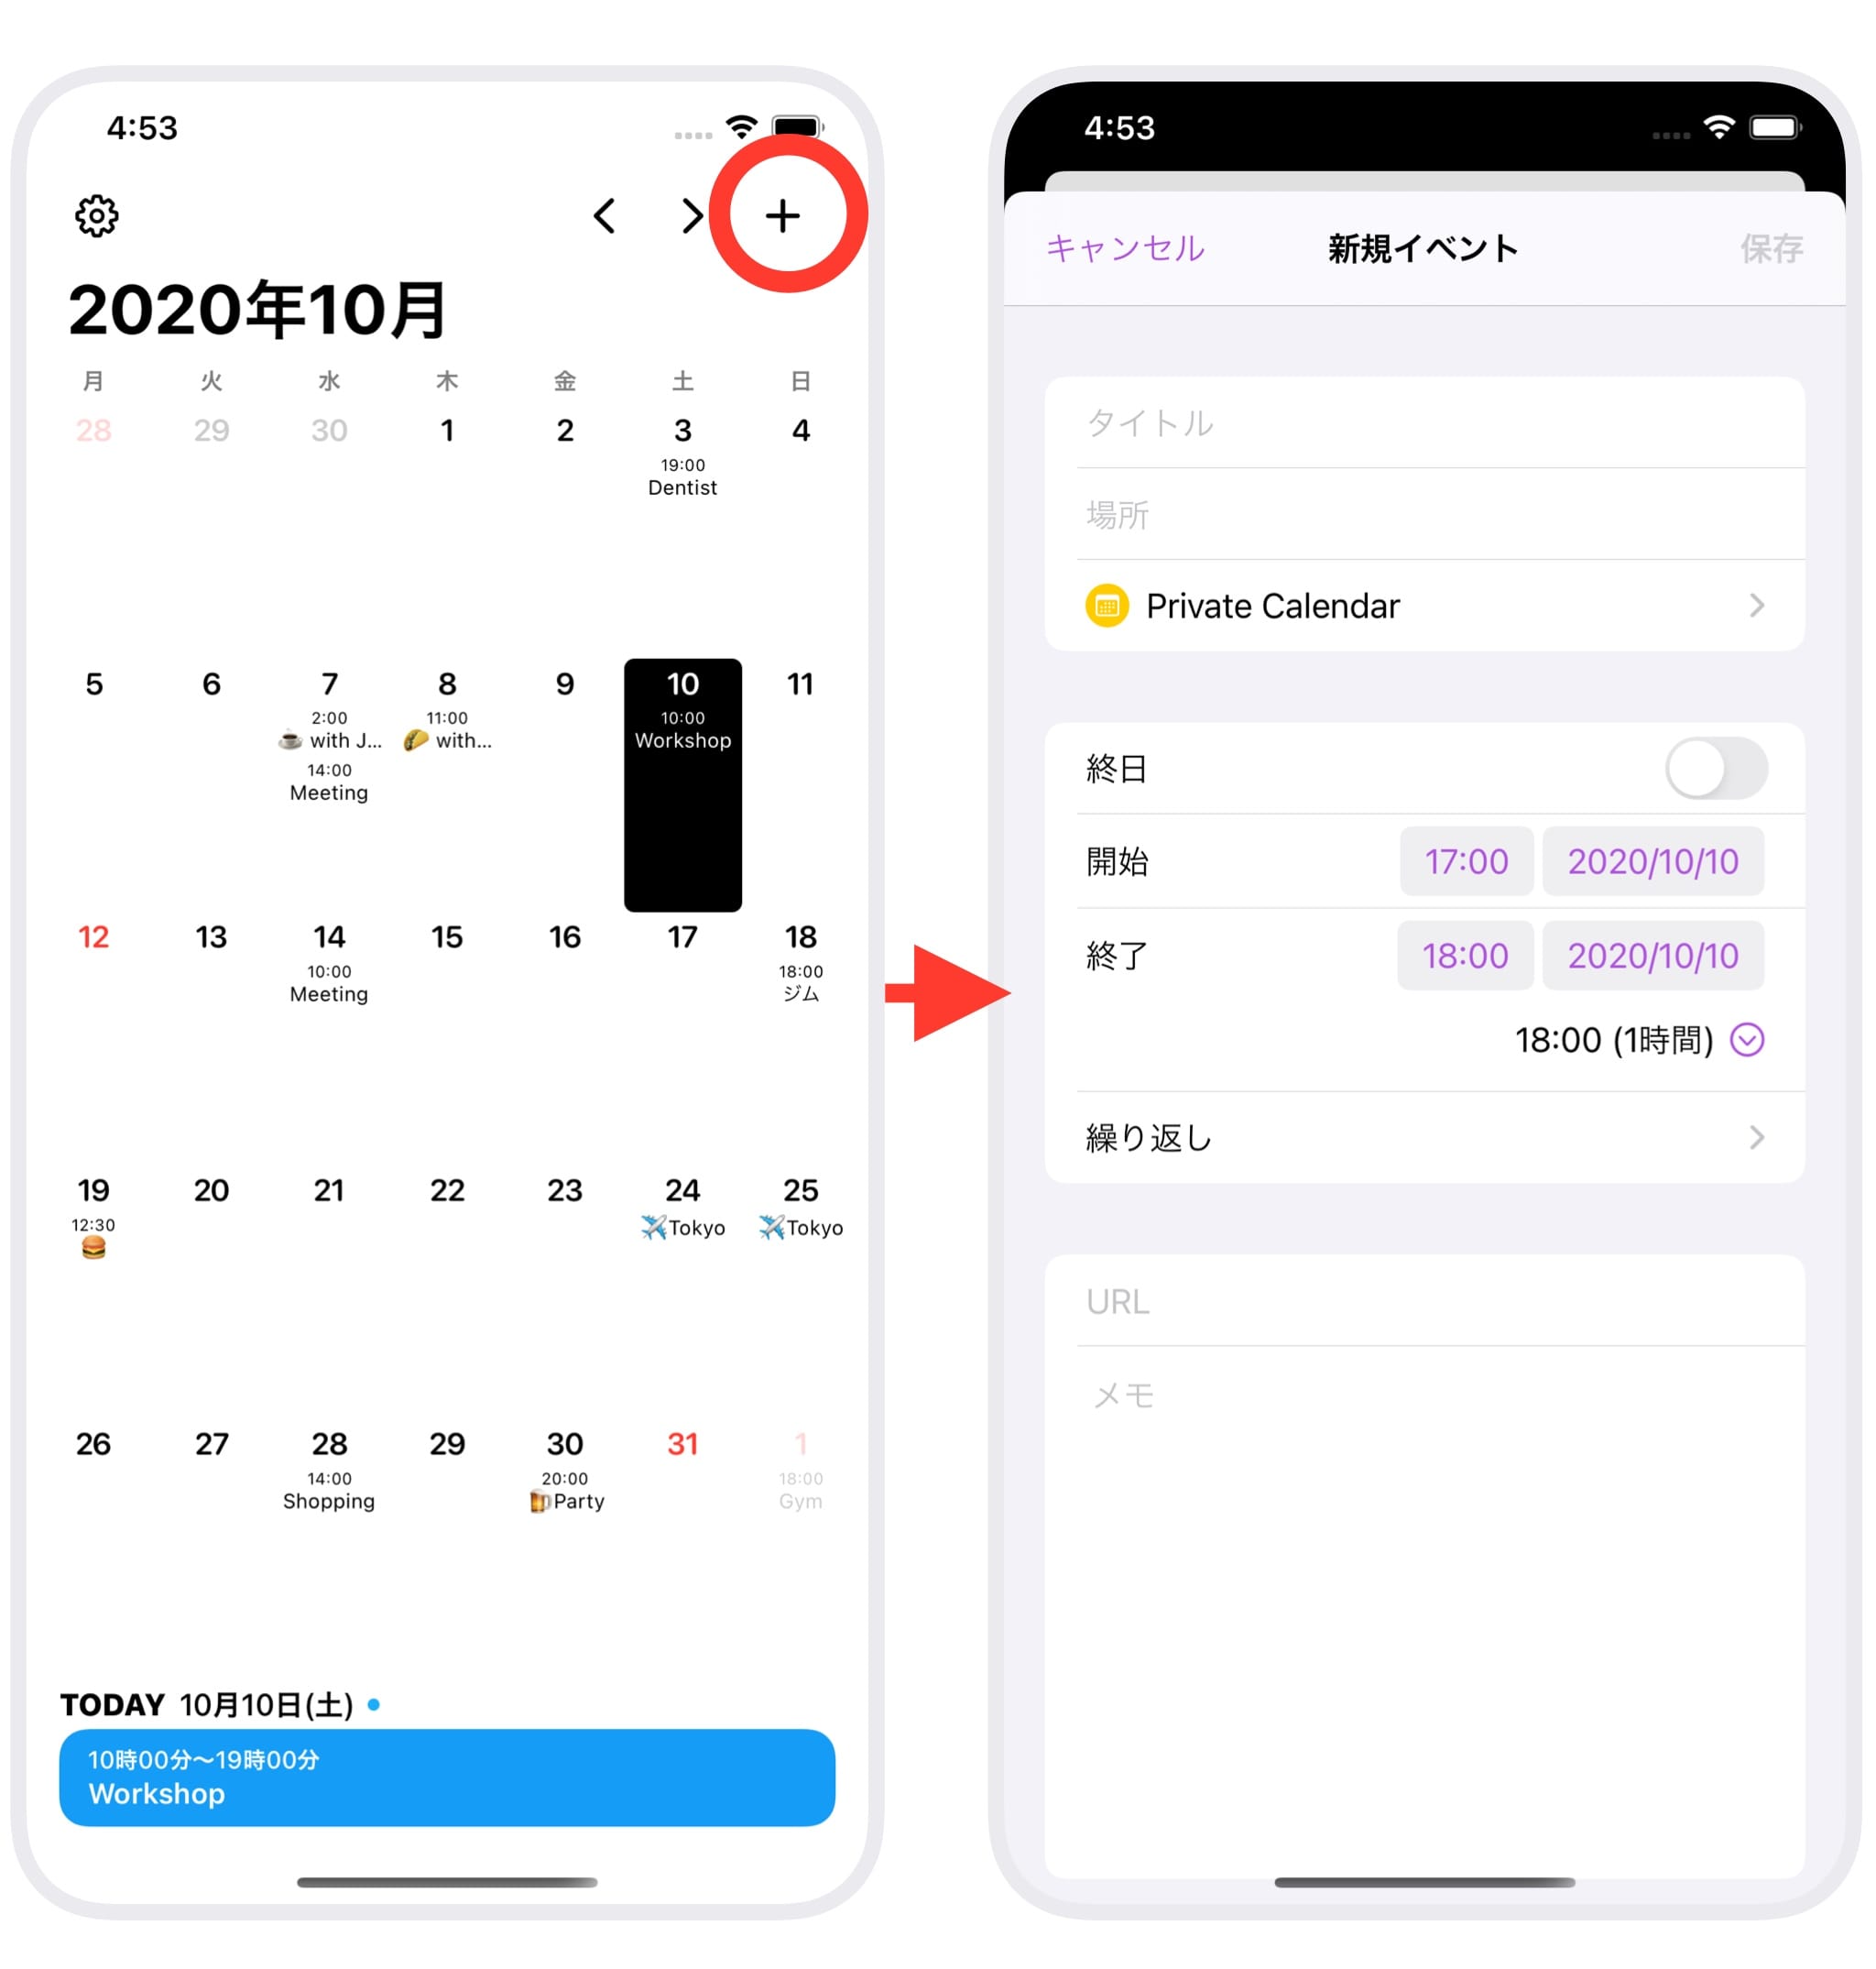 4:53
2020年10月
月 火 水 木 金 土 日
28 29 30 1 2 3 4
19:00
Dentist
5 6 7 8 9 10 11
2:00 11:00 10:00
☕ with J... 🌮 with... Workshop
14:00
Meeting
12 13 14 15 16 17 18
10:00 18:00
Meeting ジム
19 20 21 22 23 24 25
12:30 ✈️Tokyo ✈️Tokyo
🍔
26 27 28 29 30 31 1
14:00 20:00 18:00
Shopping 🍺Party Gym
TODAY 10月10日(土)
10時00分〜19時00分
Workshop
4:53
キャンセル 新規イベント 保存
タイトル
場所
Private Calendar
終日
開始 17:00 2020/10/10
終了 18:00 2020/10/10
18:00 (1時間)
繰り返し
URL
メモ